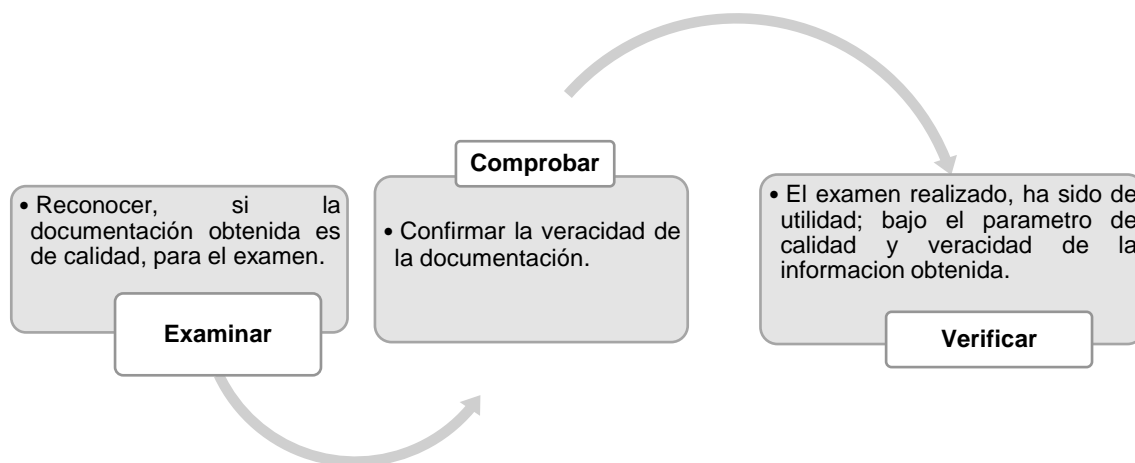 • Reconocer, si la
documentación obtenida es
de calidad, para el examen.
Examinar
Comprobar
• Confirmar la veracidad de
la documentación.
• El examen realizado, ha sido de
utilidad; bajo el parametro de
calidad y veracidad de la
informacion obtenida.
Verificar